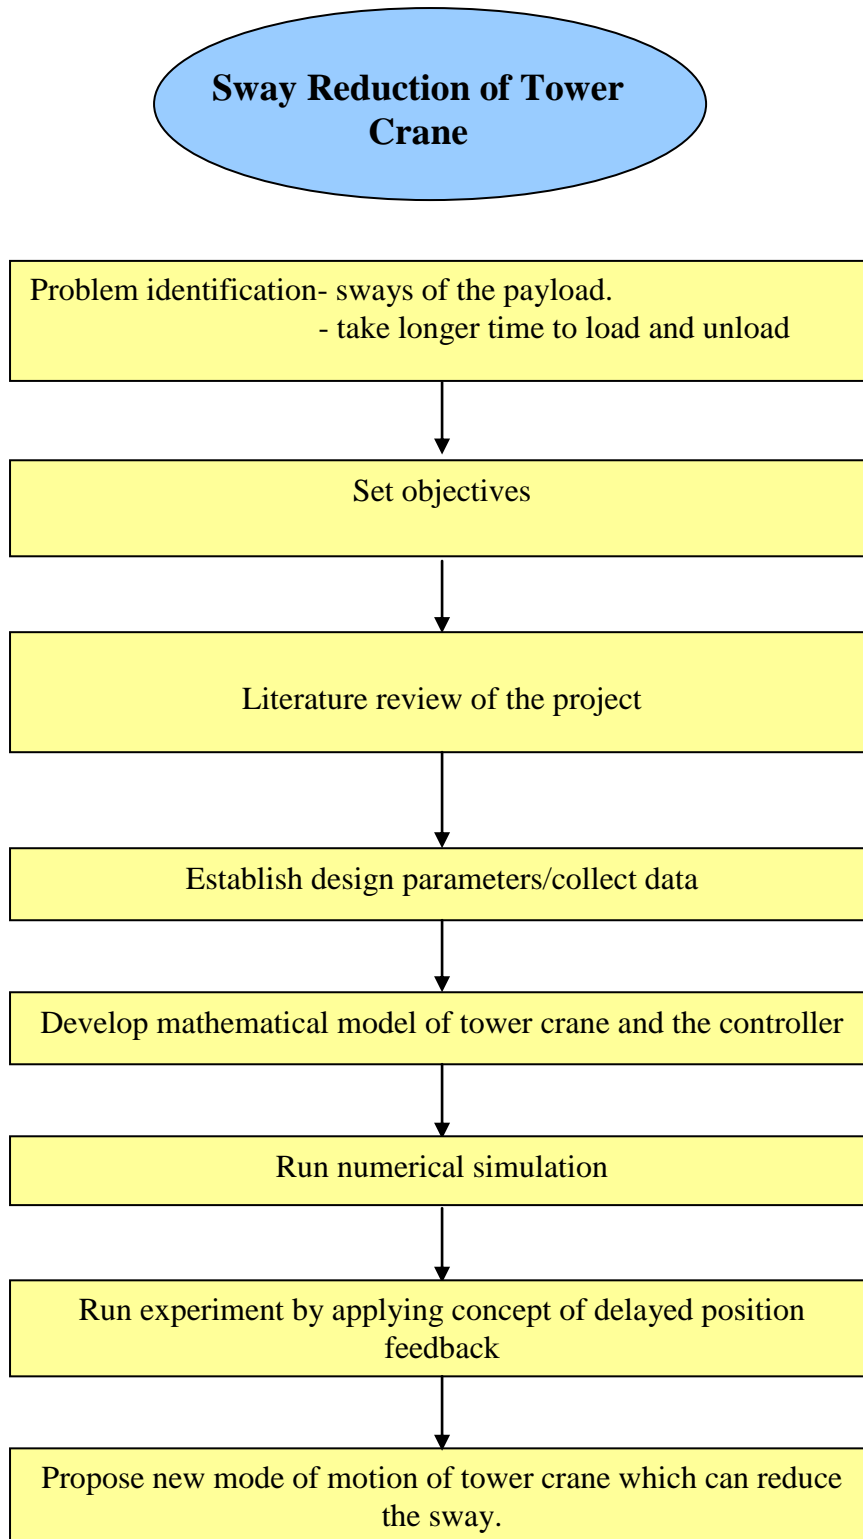 Sway Reduction of Tower
Crane
Problem identification- sways of the payload.
- take longer time to load and unload
Set objectives
Literature review of the project
Establish design parameters/collect data
Develop mathematical model of tower crane and the controller
Run numerical simulation
Run experiment by applying concept of delayed position
feedback
Propose new mode of motion of tower crane which can reduce
the sway.